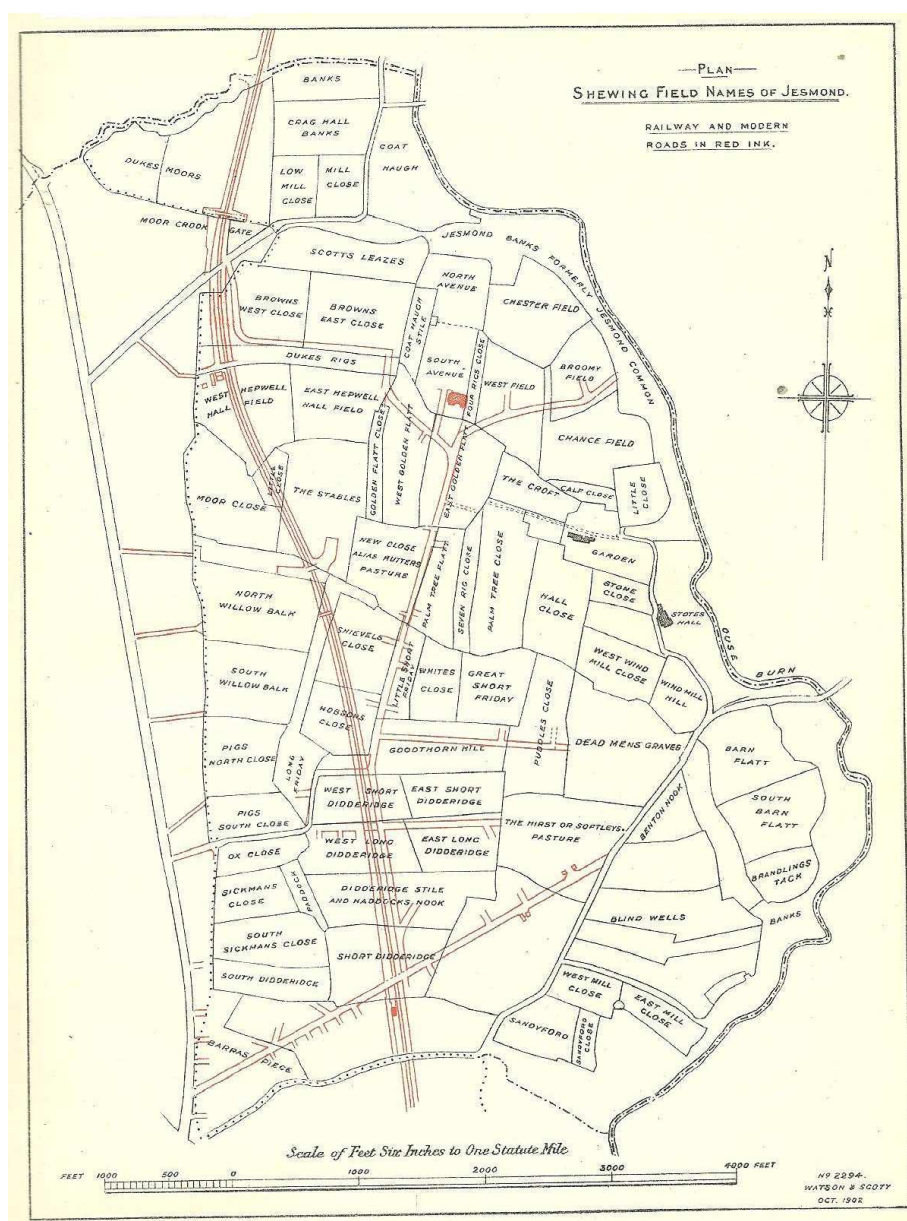 PLAN
SHEWING FIELD NAMES OF JESMOND.
RAILWAY AND MODERN
ROADS IN RED INK.
N
BANKS
CRAG HALL
BANKS
COAT
HAUGH
DUKES MOORS
LOW
MILL
CLOSE
MILL
CLOSE
MOOR CROOK GATE
JESMOND BANKS FORMERLY JESMOND COMMON
SCOTTS LEAZES
NORTH
AVENUE
CHESTER FIELD
BROWNS
WEST CLOSE
BROWNS
EAST CLOSE
COAT HAUGH
STILE
DUKES RIGS
SOUTH
AVENUE
FOUR RIGS CLOSE
WEST FIELD
BROOMY
FIELD
WEST HEPWELL
HALL FIELD
EAST HEPWELL
HALL FIELD
GOLDEN FLATT CLOSE
WEST GOLDEN FLATT
EAST GOLDEN FLATT
CHANCE FIELD
MOOR CLOSE
LITTLE
CLOSE
THE STABLES
THE CROFT
CALP CLOSE
LITTLE
CLOSE
NEW CLOSE
ALIAS RUTTERS
PASTURE
PALM TREE FLATT
SEVEN RIG CLOSE
PALM TREE CLOSE
GARDEN
STONE
CLOSE
HALL
CLOSE
STOTES
HALL
NORTH
WILLOW BALK
SHIEVELS
CLOSE
OUSE BURN
SOUTH
WILLOW BALK
LITTLE SHORT
FRIDAY
WHITES
CLOSE
GREAT
SHORT
FRIDAY
WEST WIND
MILL CLOSE
WIND MILL
HILL
HOBSONS
CLOSE
PUDDLES CLOSE
PIGS
NORTH CLOSE
LONG
FRIDAY
GOODTHORN HILL
DEAD MENS GRAVES
BARN
FLATT
WEST SHORT
DIDDERIDGE
EAST SHORT
DIDDERIDGE
SOUTH
BARN
FLATT
PIGS
SOUTH CLOSE
THE HIRST OR SOFTLEYS
PASTURE
BENTON NOOK
OX CLOSE
WEST LONG
DIDDERIDGE
EAST LONG
DIDDERIDGE
BRANDLINGS
TACK
SICKMANS
CLOSE
PADDOCK
DIDDERIDGE STILE
AND HADDOCKS NOOK
BLIND WELLS
BANKS
SOUTH
SICKMANS CLOSE
SHORT DIDDERIDGE
SOUTH DIDDERIDGE
WEST MILL
CLOSE
EAST MILL
CLOSE
SANDYFORD
SANDYFORD
CLOSE
BARRAS PIECE
Scale of Feet Six Inches to One Statute Mile
FEET 1000 500 0 1000 2000 3000 4000 FEET
No 2294.
WATSON & SCOTT
OCT. 1902